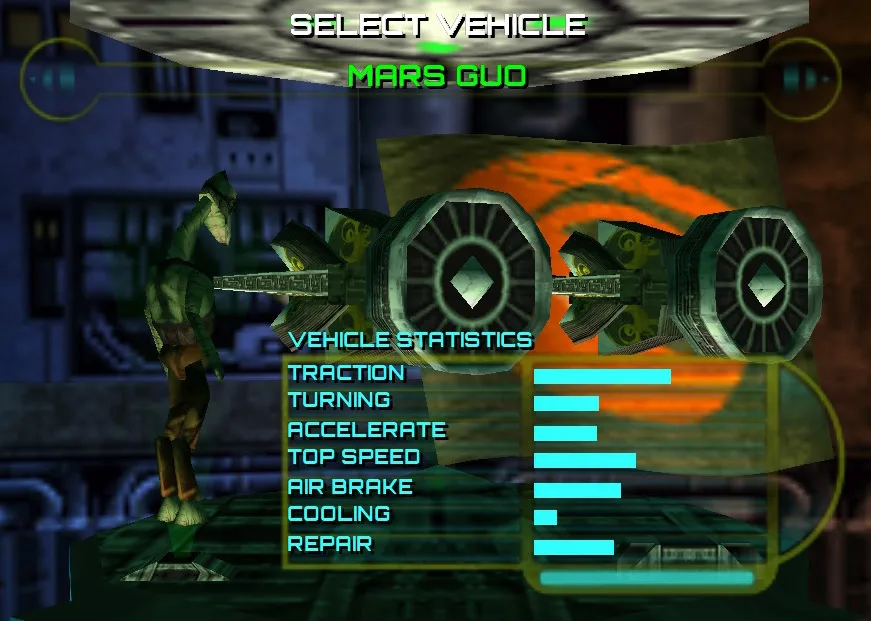 SELECT VEHICLE
MARS GUO
VEHICLE STATISTICS
TRACTION
TURNING
ACCELERATE
TOP SPEED
AIR BRAKE
COOLING
REPAIR